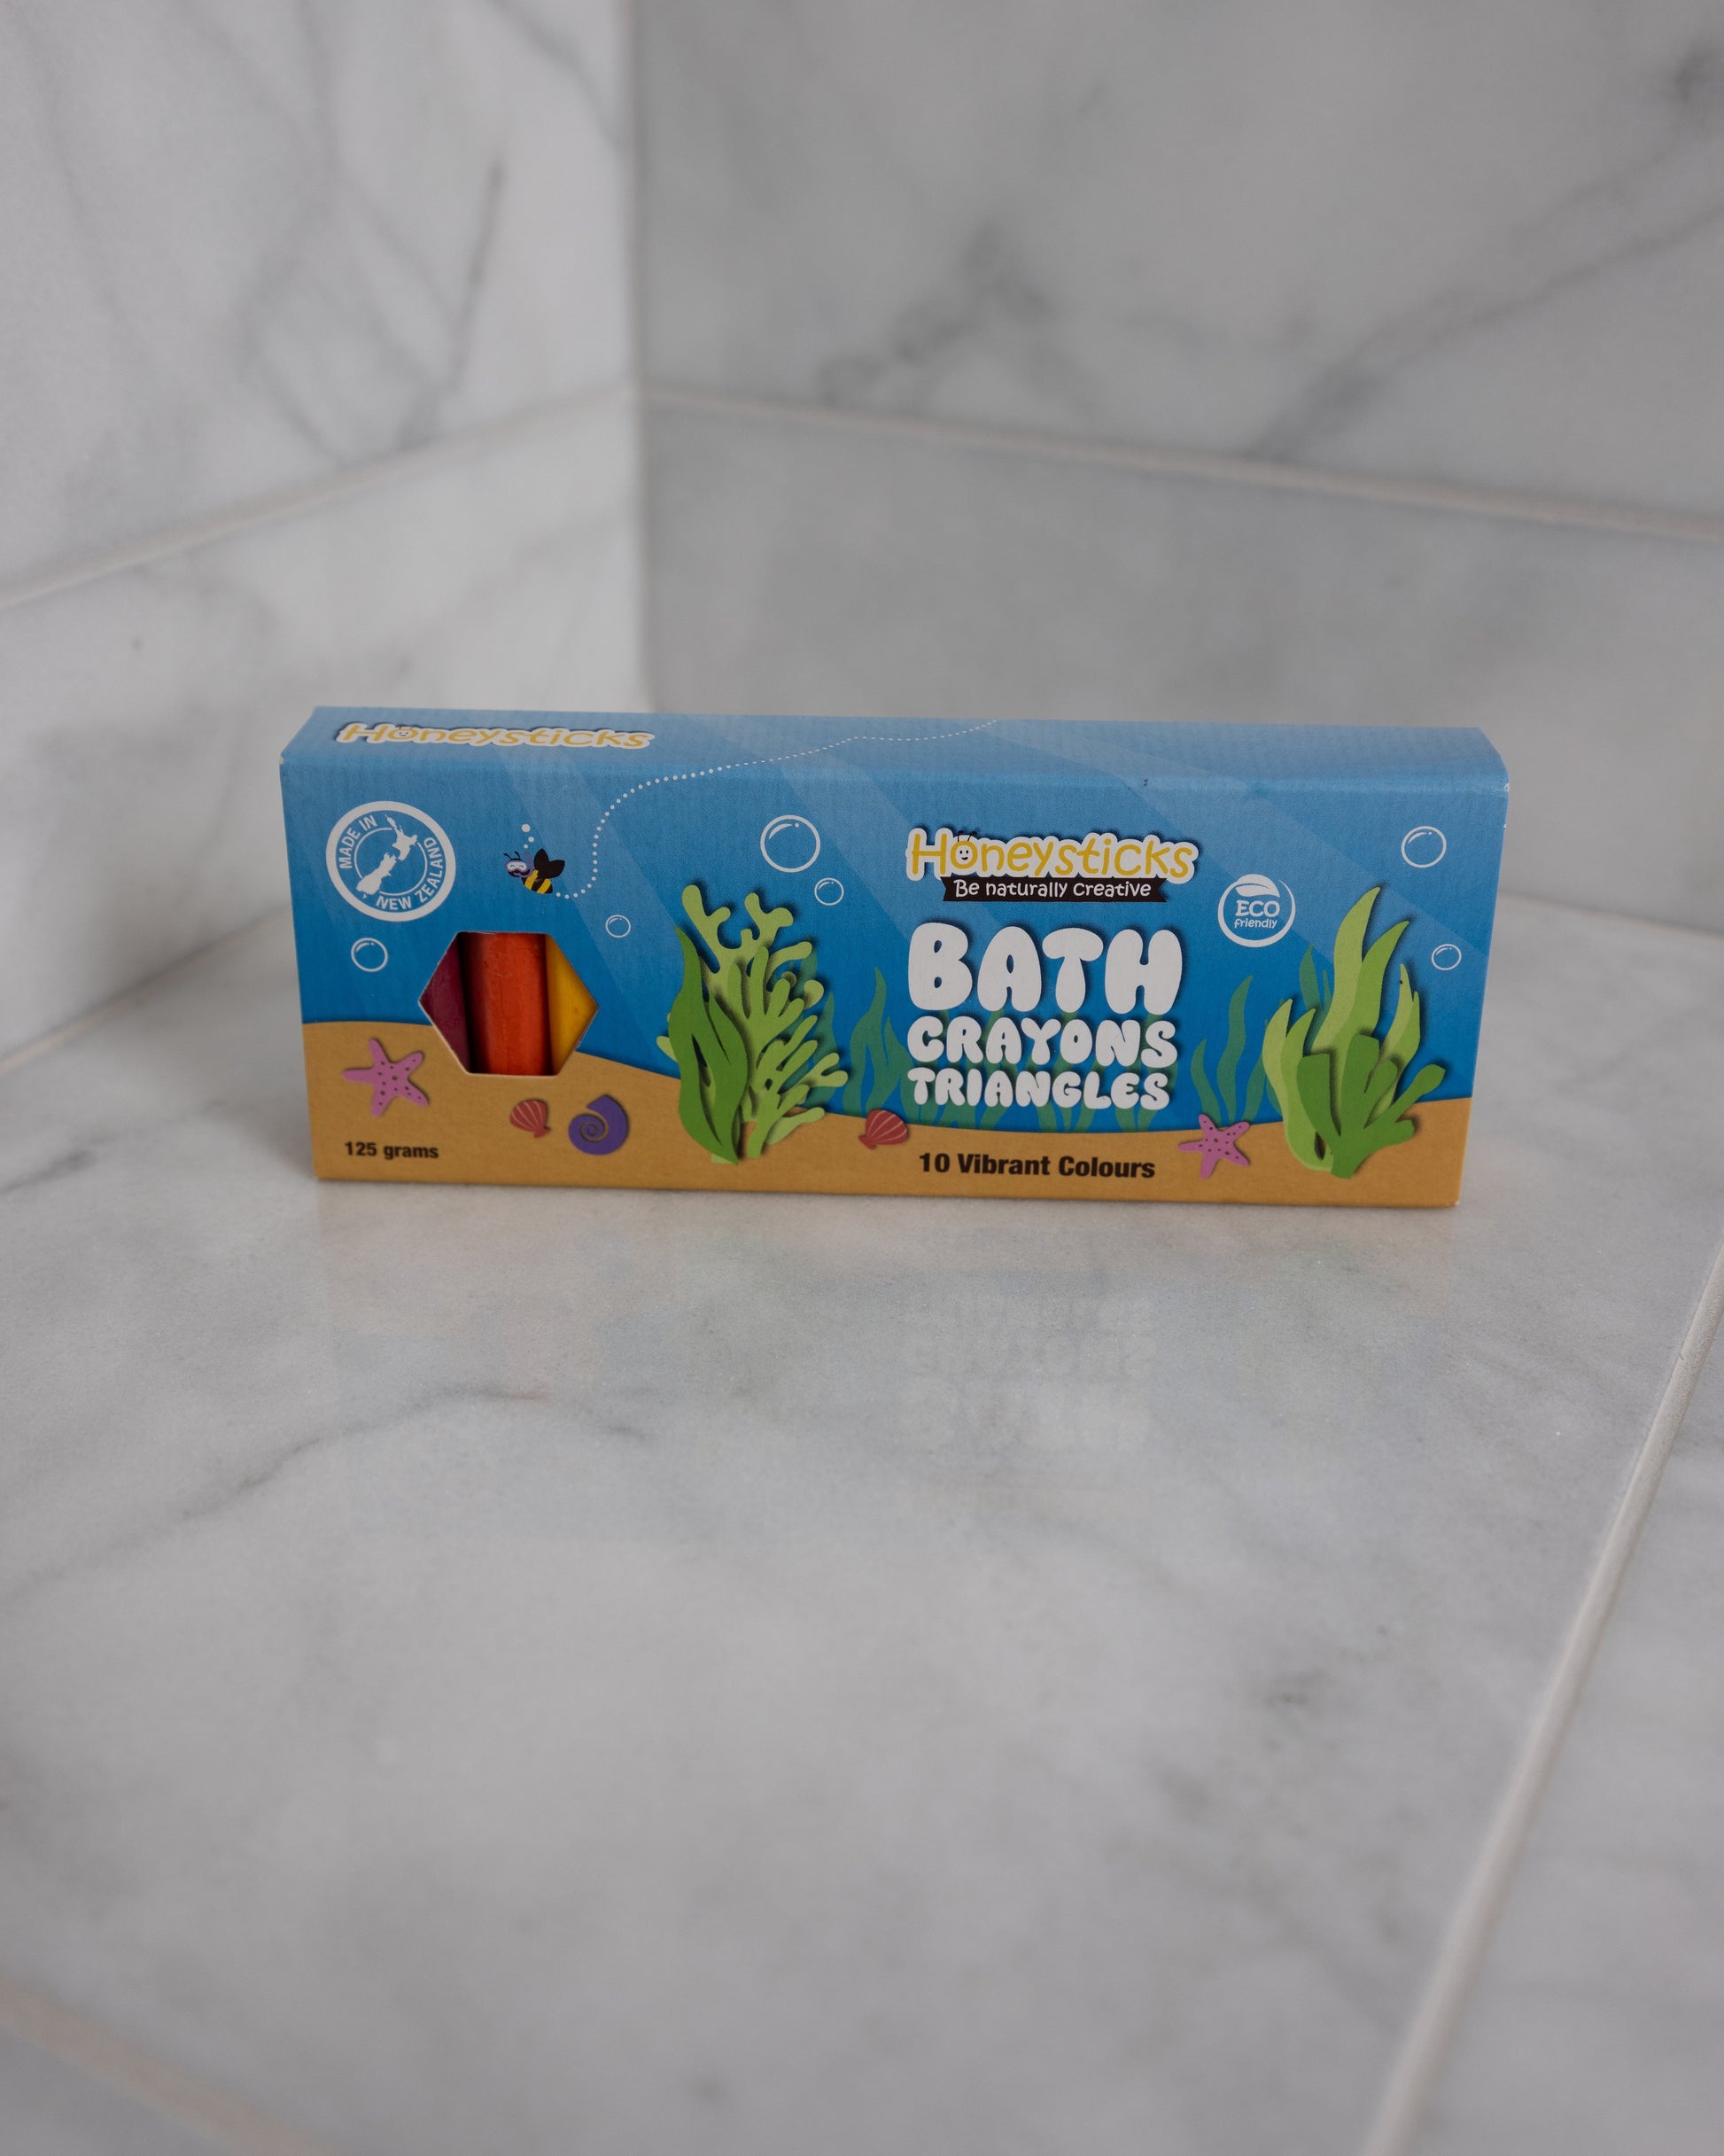 Honeysticks
MADE IN
NEW ZEALAND
Honeysticks
Be naturally Creative
ECO
friendly
BATH
CRAYONS
TRIANGLES
125 grams
10 Vibrant Colours